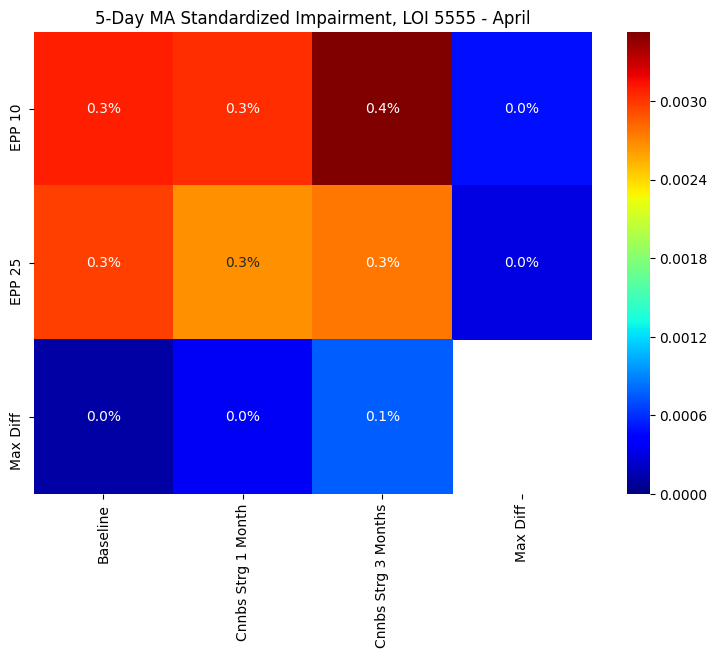 5-Day MA Standardized Impairment, LOI 5555 - April
EPP 10
0.3%
0.3%
0.4%
0.0%
EPP 25
0.3%
0.3%
0.3%
0.0%
Max Diff
0.0%
0.0%
0.1%
Baseline
Cnnbs Strg 1 Month
Cnnbs Strg 3 Months
Max Diff
0.0030
0.0024
0.0018
0.0012
0.0006
0.0000